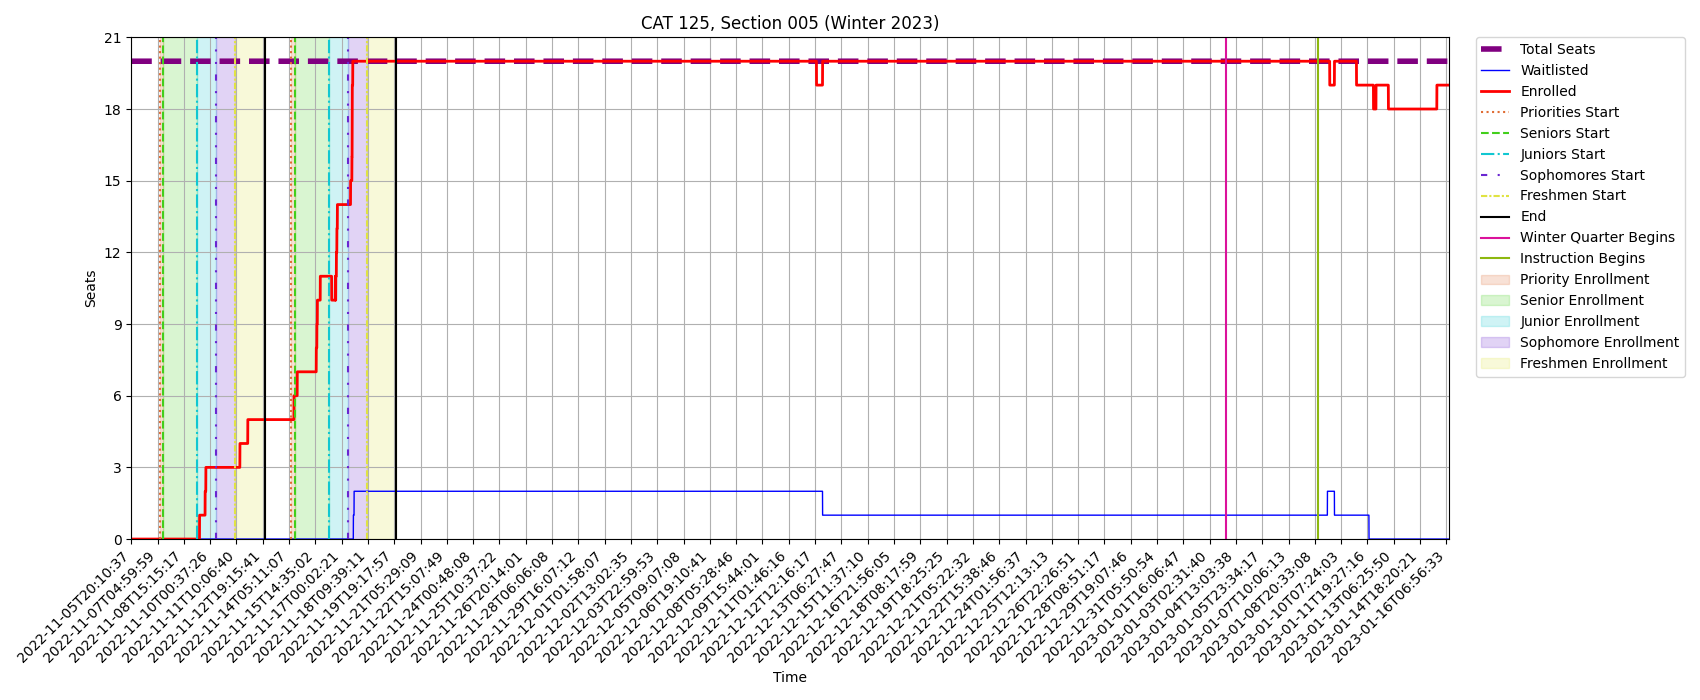 CAT 125, Section 005 (Winter 2023)
21
18
15
12
9
6
3
0
Seats
2022-11-05T20:10:37
2022-11-07T04:59:59
2022-11-08T15:15:17
2022-11-10T00:37:26
2022-11-11T10:06:40
2022-11-12T19:15:41
2022-11-14T05:11:07
2022-11-15T14:35:02
2022-11-17T00:02:21
2022-11-18T09:39:11
2022-11-19T19:17:57
2022-11-21T05:29:09
2022-11-22T15:07:49
2022-11-24T00:48:08
2022-11-25T10:37:22
2022-11-26T20:14:01
2022-11-28T06:06:08
2022-11-29T16:07:12
2022-12-01T01:58:07
2022-12-02T13:02:35
2022-12-03T22:59:53
2022-12-05T09:07:08
2022-12-06T19:10:41
2022-12-08T05:28:46
2022-12-09T15:44:01
2022-12-11T01:46:16
2022-12-12T12:16:17
2022-12-13T06:27:47
2022-12-15T11:37:10
2022-12-16T21:56:05
2022-12-18T08:17:59
2022-12-19T18:25:25
2022-12-21T05:22:32
2022-12-22T15:38:46
2022-12-24T01:56:37
2022-12-25T12:13:13
2022-12-26T22:26:51
2022-12-28T08:51:17
2022-12-29T19:07:46
2022-12-31T05:50:54
2023-01-01T16:06:47
2023-01-03T02:31:40
2023-01-04T13:03:38
2023-01-05T23:34:17
2023-01-07T10:06:13
2023-01-08T20:33:08
2023-01-10T07:24:03
2023-01-11T19:27:16
2023-01-13T06:25:50
2023-01-14T18:20:21
2023-01-16T06:56:33
Time
Total Seats
Waitlisted
Enrolled
Priorities Start
Seniors Start
Juniors Start
Sophomores Start
Freshmen Start
End
Winter Quarter Begins
Instruction Begins
Priority Enrollment
Senior Enrollment
Junior Enrollment
Sophomore Enrollment
Freshmen Enrollment